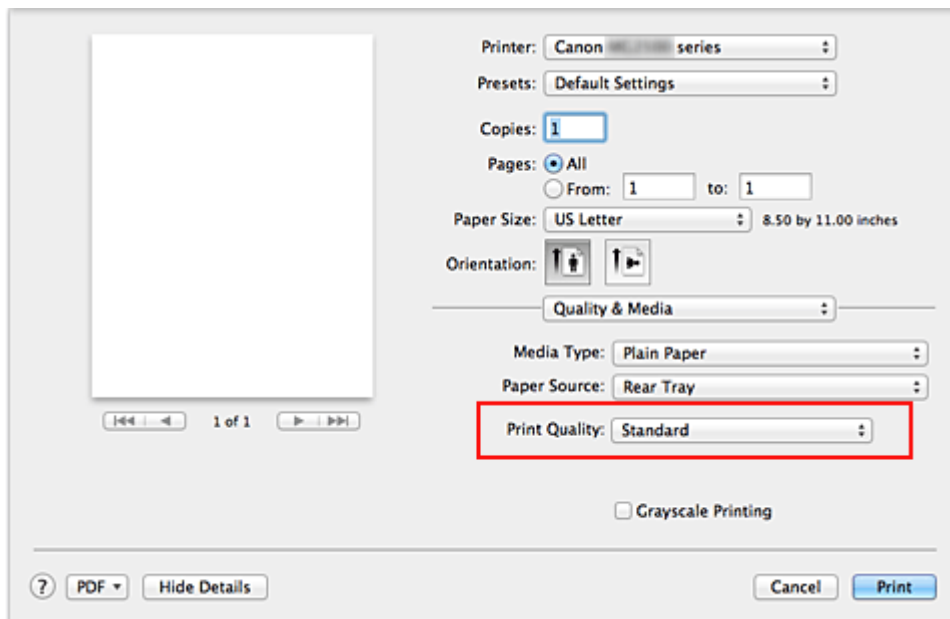 Printer: Canon series
Presets: Default Settings
Copies: 1
Pages: All
From: 1 to: 1
Paper Size: US Letter 8.50 by 11.00 inches
Orientation:
Quality & Media
Media Type: Plain Paper
Paper Source: Rear Tray
1 of 1
Print Quality: Standard
Grayscale Printing
? PDF Hide Details Cancel Print